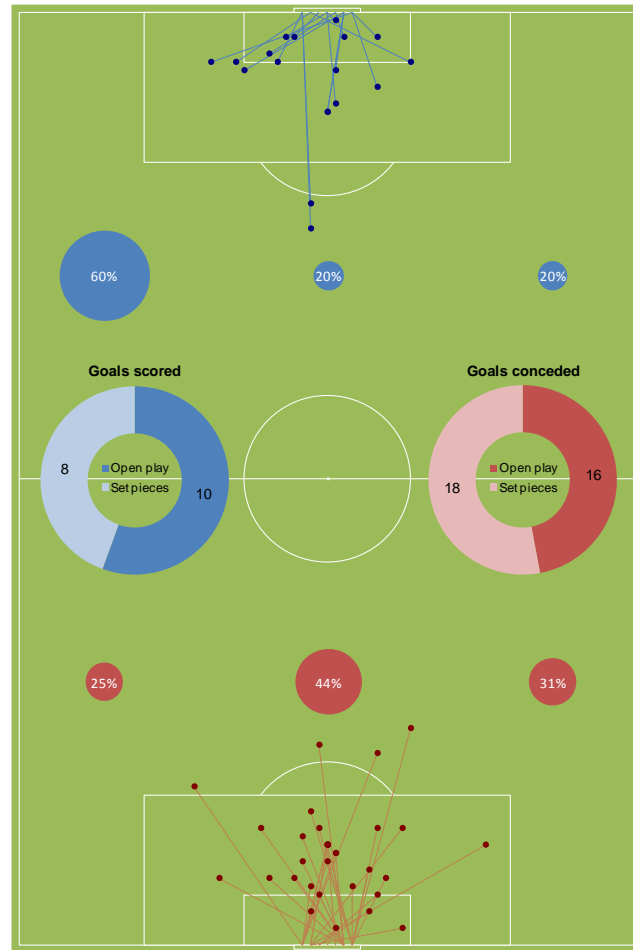 60%
20%
20%
Goals scored
Goals conceded
8
Open play
Set pieces
10
18
Open play
Set pieces
16
25%
44%
31%